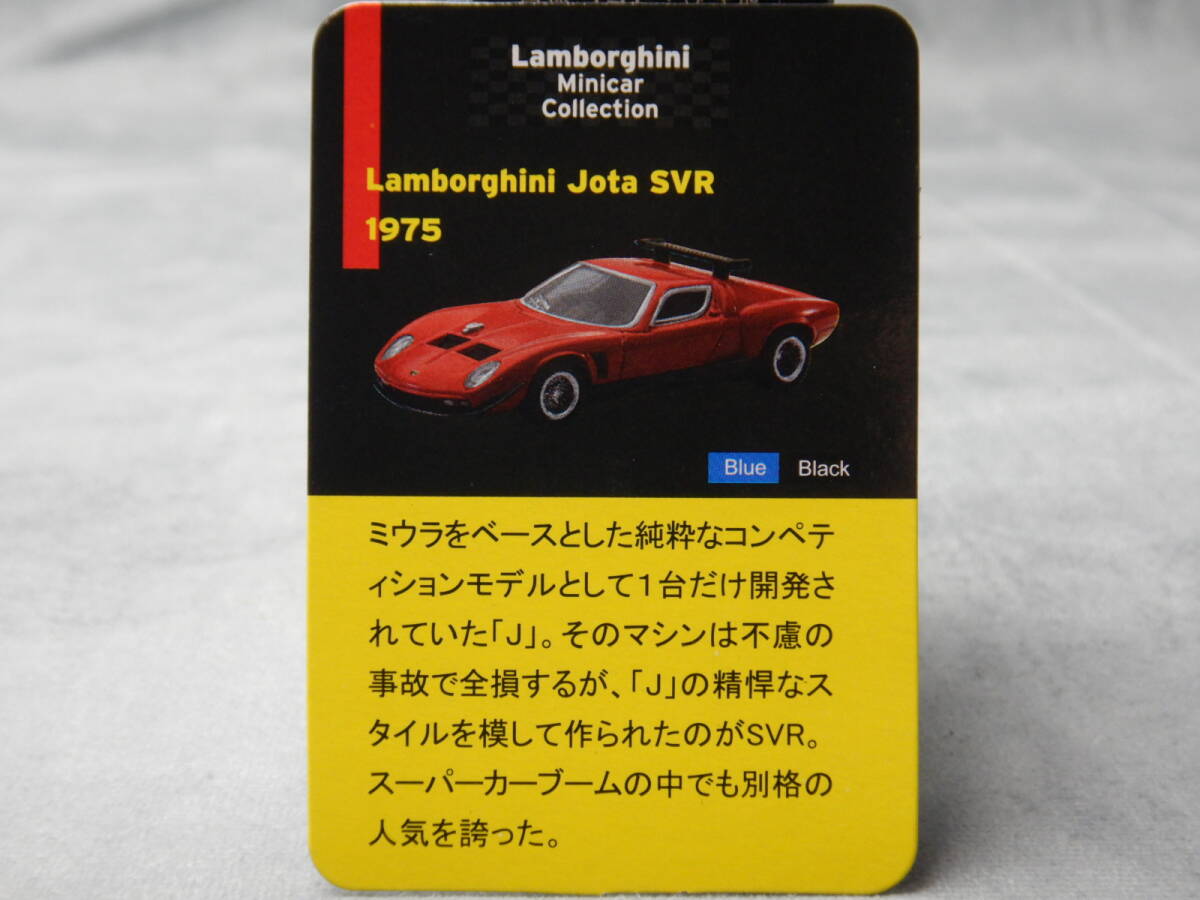 Lamborghini
Minicar
Collection
Lamborghini Jota SVR
1975
Blue Black
ミウラをベースとした純粋なコンペテ
ィションモデルとして1台だけ開発さ
れていた「J」。そのマシンは不慮の
事故で全損するが、「J」の精悍なス
タイルを模して作られたのがSVR。
スーパーカーブームの中でも別格の
人気を誇った。